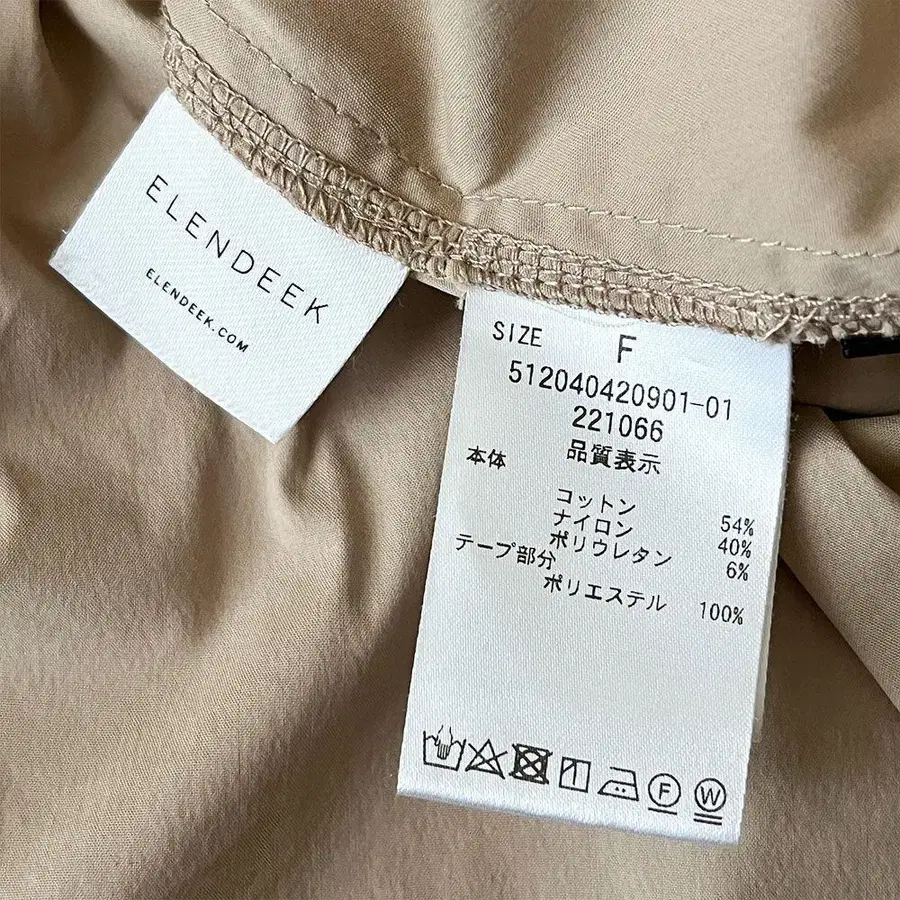 ELENDEEK
ELENDEEK.COM
SIZE F
512040420901-01
221066
品質表示
本体
コットン 54%
ナイロン 40%
ポリウレタン 6%
テープ部分
ポリエステル 100%
F W